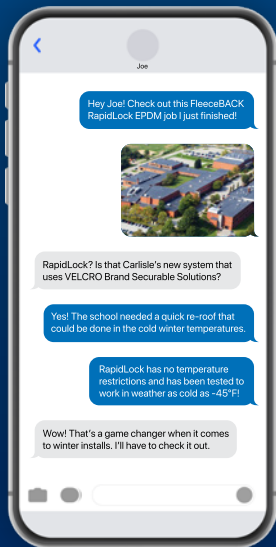 Joe
Hey Joe! Check out this FleeceBACK
RapidLock EPDM job I just finished!
RapidLock? Is that Carlisle's new system that
uses VELCRO Brand Securable Solutions?
Yes! The school needed a quick re-roof that
could be done in the cold winter temperatures.
RapidLock has no temperature
restrictions and has been tested to
work in weather as cold as -45°F!
Wow! That's a game changer when it comes
to winter installs. I'll have to check it out.